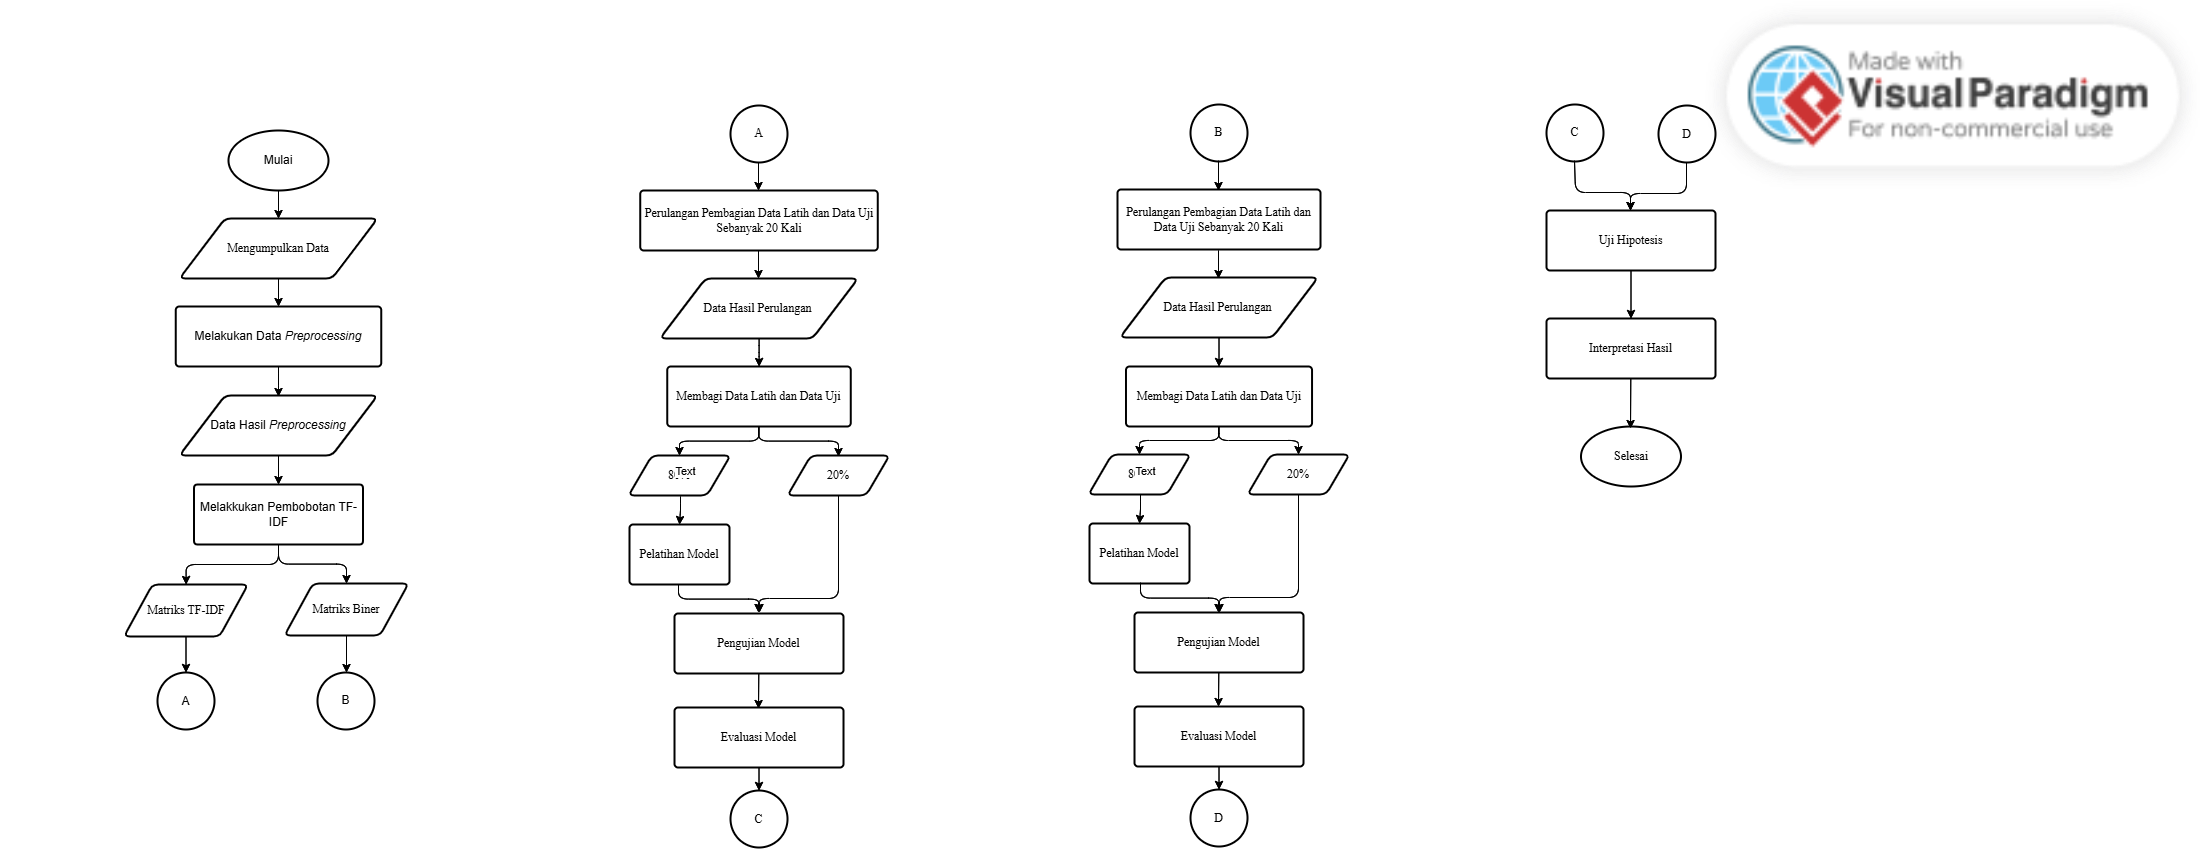 Mulai
Mengumpulkan Data
Melakukan Data Preprocessing
Data Hasil Preprocessing
Melakkukan Pembobotan TF-
IDF
Matriks TF-IDF
Matriks Biner
A
B
A
Perulangan Pembagian Data Latih dan Data Uji
Sebanyak 20 Kali
Data Hasil Perulangan
Membagi Data Latih dan Data Uji
Text
20%
Pelatihan Model
Pengujian Model
Evaluasi Model
C
B
Perulangan Pembagian Data Latih dan
Data Uji Sebanyak 20 Kali
Data Hasil Perulangan
Membagi Data Latih dan Data Uji
Text
20%
Pelatihan Model
Pengujian Model
Evaluasi Model
D
C
D
Uji Hipotesis
Interpretasi Hasil
Selesai
Made with
Visual Paradigm
For non-commercial use